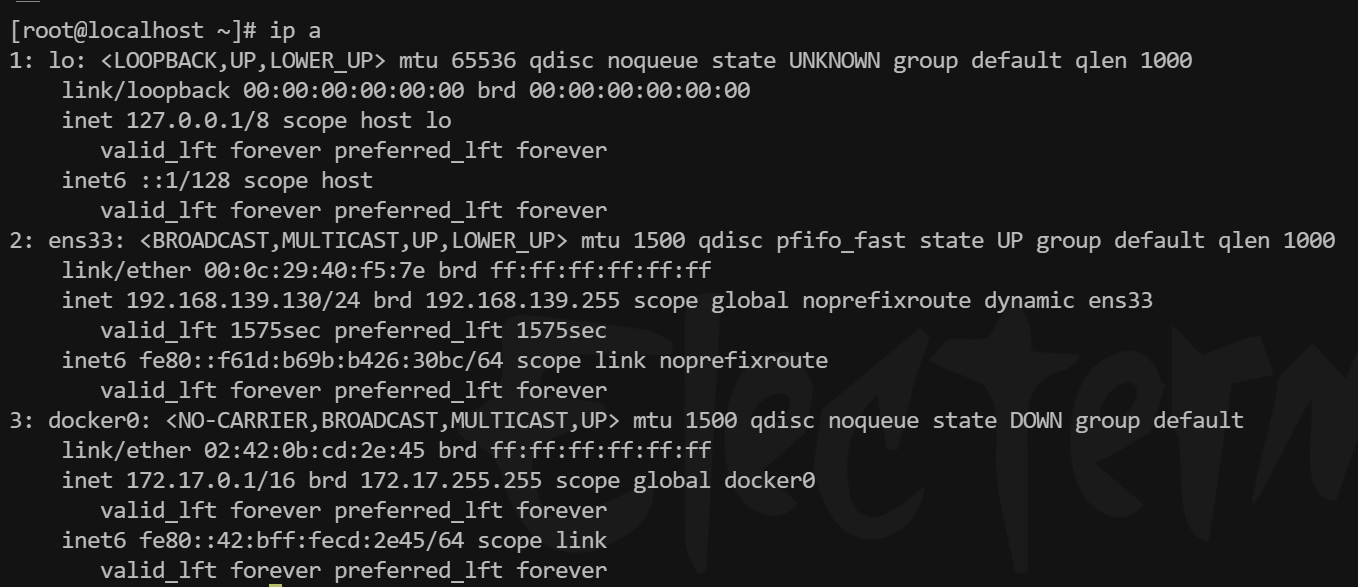 [root@localhost ~]# ip a
1: lo: <LOOPBACK,UP,LOWER_UP> mtu 65536 qdisc noqueue state UNKNOWN group default qlen 1000
    link/loopback 00:00:00:00:00:00 brd 00:00:00:00:00:00
    inet 127.0.0.1/8 scope host lo
       valid_lft forever preferred_lft forever
    inet6 ::1/128 scope host
       valid_lft forever preferred_lft forever
2: ens33: <BROADCAST,MULTICAST,UP,LOWER_UP> mtu 1500 qdisc pfifo_fast state UP group default qlen 1000
    link/ether 00:0c:29:40:f5:7e brd ff:ff:ff:ff:ff:ff
    inet 192.168.139.130/24 brd 192.168.139.255 scope global noprefixroute dynamic ens33
       valid_lft 1575sec preferred_lft 1575sec
    inet6 fe80::f61d:b69b:b426:30bc/64 scope link noprefixroute
       valid_lft forever preferred_lft forever
3: docker0: <NO-CARRIER,BROADCAST,MULTICAST,UP> mtu 1500 qdisc noqueue state DOWN group default
    link/ether 02:42:0b:cd:2e:45 brd ff:ff:ff:ff:ff:ff
    inet 172.17.0.1/16 brd 172.17.255.255 scope global docker0
       valid_lft forever preferred_lft forever
    inet6 fe80::42:bff:fecd:2e45/64 scope link
       valid_lft forever preferred_lft forever
electerm